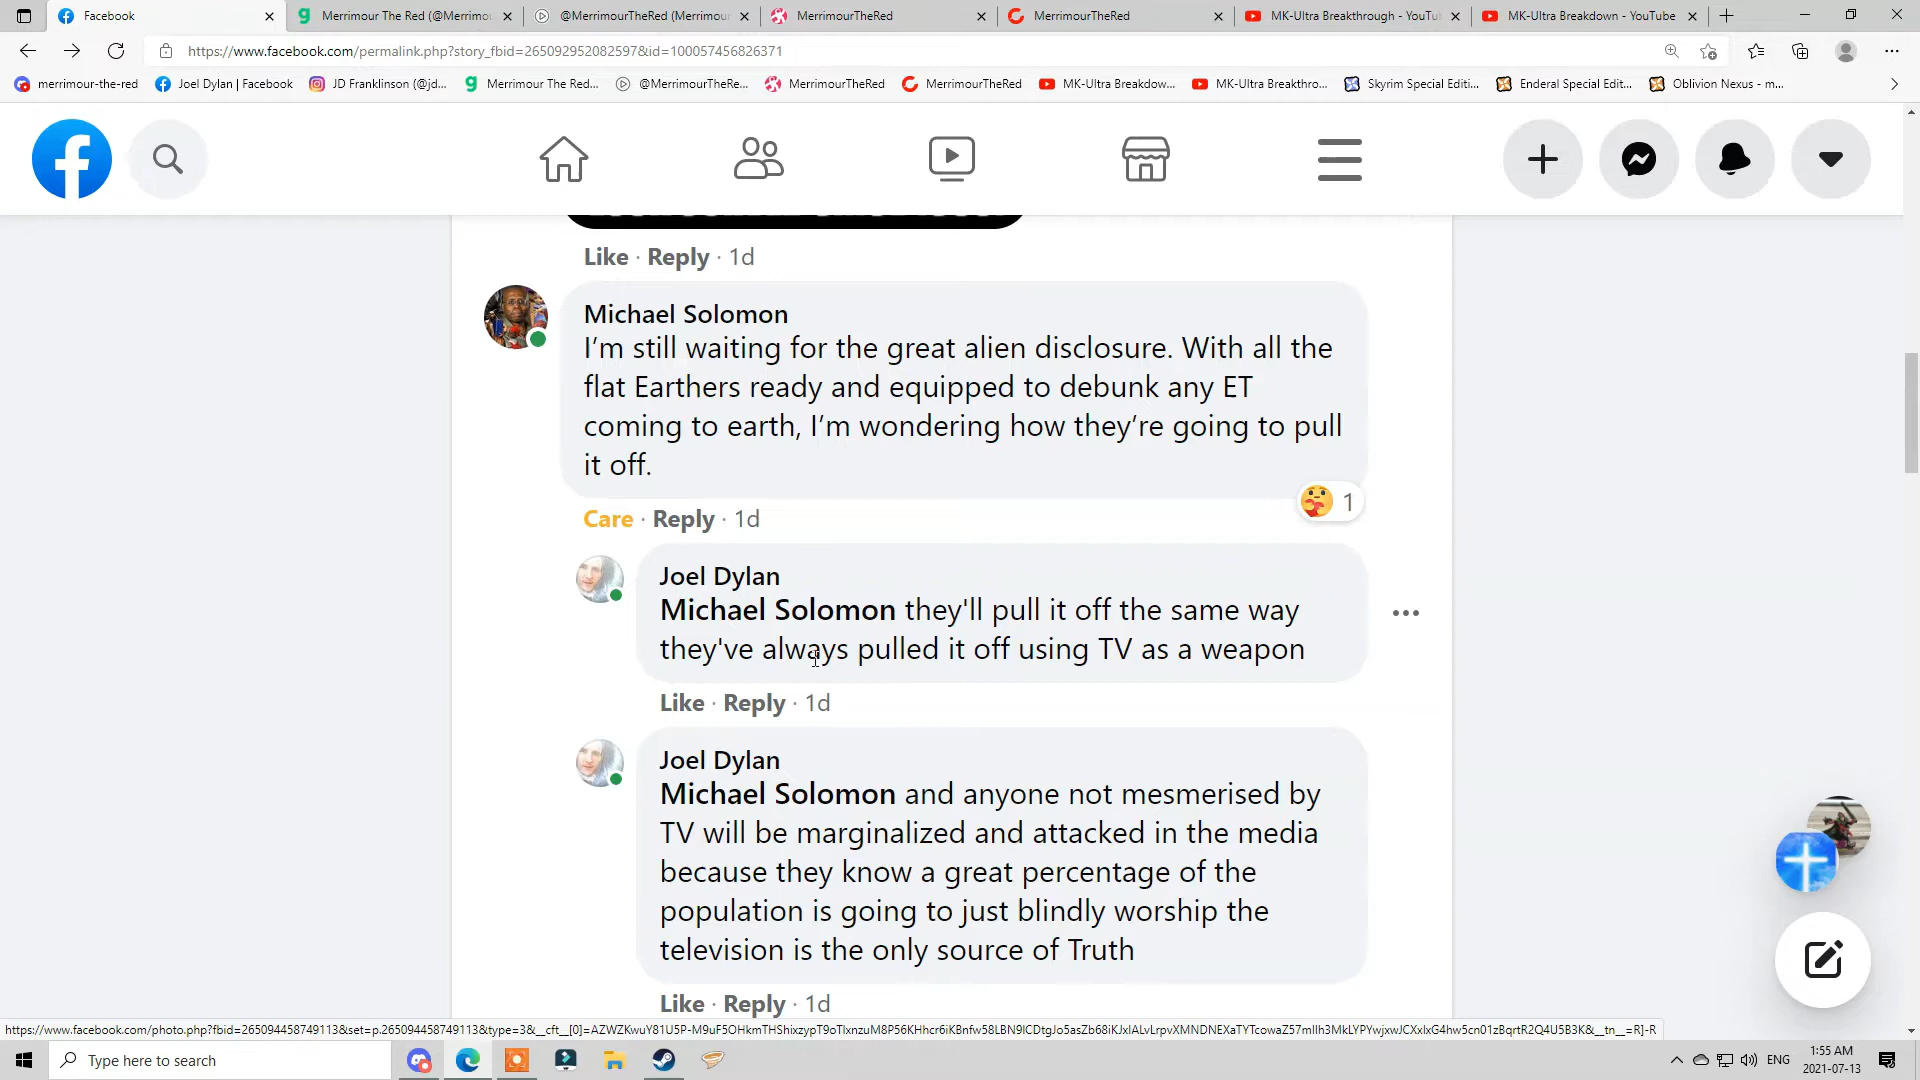 Facebook
Merrimour The Red (@Merrimou
@MerrimourTheRed (Merrimour
MerrimourTheRed
MerrimourTheRed
MK-Ultra Breakthrough - YouTu
MK-Ultra Breakdown - YouTube
https://www.facebook.com/permalink.php?story_fbid=265092952082597&id=100057456826371
merrimour-the-red
Joel Dylan | Facebook
JD Franklinson (@jd...
Merrimour The Red...
@MerrimourTheRe...
MerrimourTheRed
MerrimourTheRed
MK-Ultra Breakdow...
MK-Ultra Breakthro...
Skyrim Special Editi...
Enderal Special Edit...
Oblivion Nexus - m...
Like · Reply · 1d
Michael Solomon
I’m still waiting for the great alien disclosure. With all the
flat Earthers ready and equipped to debunk any ET
coming to earth, I’m wondering how they’re going to pull
it off.
1
Care · Reply · 1d
Joel Dylan
Michael Solomon they'll pull it off the same way
they've always pulled it off using TV as a weapon
Like · Reply · 1d
Joel Dylan
Michael Solomon and anyone not mesmerised by
TV will be marginalized and attacked in the media
because they know a great percentage of the
population is going to just blindly worship the
television is the only source of Truth
Like · Reply · 1d
Type here to search
ENG
1:55 AM
2021-07-13